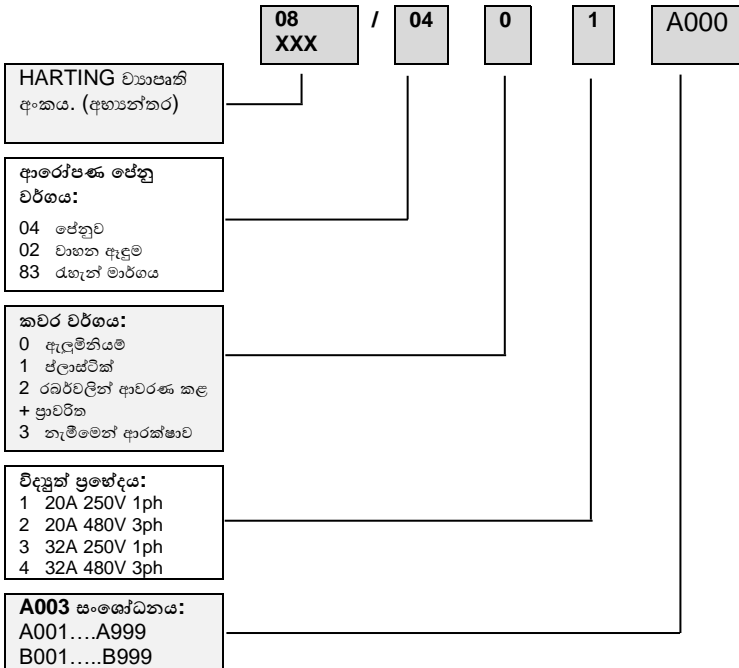 08 / 04 0 1 A000
XXX
HARTING ව්‍යාපෘති
අංකය. (අභ්‍යන්තර)
ආරෝපණ පේනු
වර්ගය:
04 පේනුව
02 වාහන ඇඳුම
83 රැහැන් මාර්ගය
කවර වර්ගය:
0 ඇලුමිනියම්
1 ප්ලාස්ටික්
2 රබර්වලින් ආවරණ කළ
+ ප්‍රාවරිත
3 නැමීමෙන් ආරක්ෂාව
විද්‍යුත් ප්‍රභේදය:
1 20A 250V 1ph
2 20A 480V 3ph
3 32A 250V 1ph
4 32A 480V 3ph
A003 සංශෝධනය:
A001….A999
B001…..B999